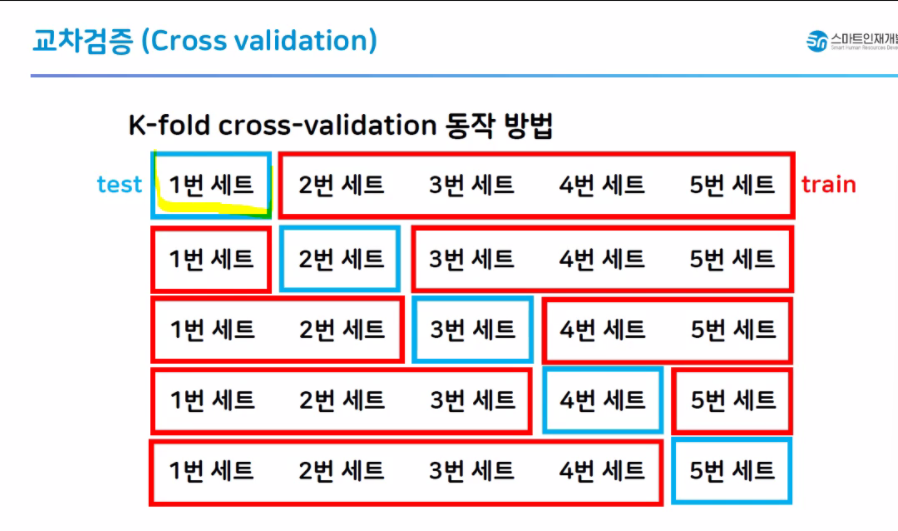 교차검증 (Cross validation)
스마트인재개발
Smart Human Resources Deve
K-fold cross-validation 동작 방법
test 1번 세트 2번 세트 3번 세트 4번 세트 5번 세트 train
1번 세트 2번 세트 3번 세트 4번 세트 5번 세트
1번 세트 2번 세트 3번 세트 4번 세트 5번 세트
1번 세트 2번 세트 3번 세트 4번 세트 5번 세트
1번 세트 2번 세트 3번 세트 4번 세트 5번 세트